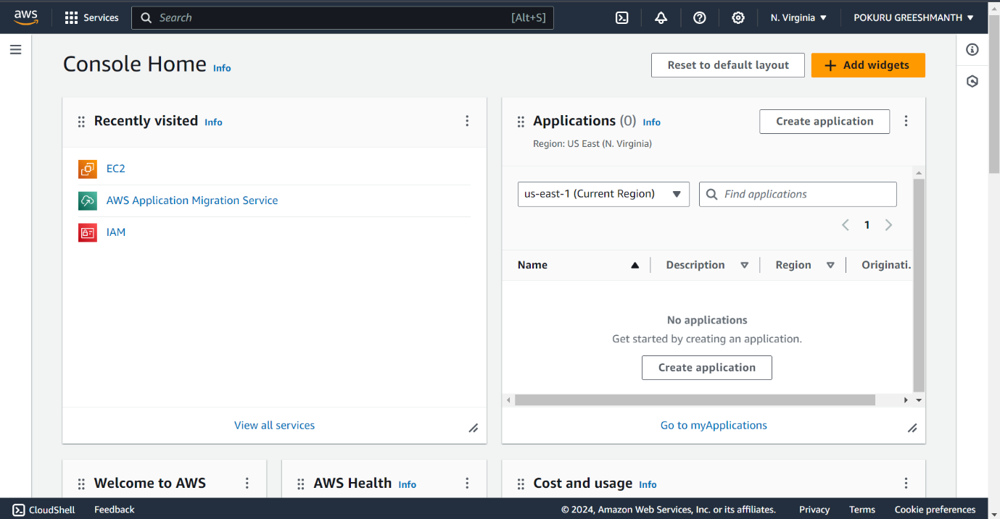 aws Services Search [Alt+S] N. Virginia POKURU GREESHMANTH
Console Home Info Reset to default layout Add widgets
Recently visited Info
EC2
AWS Application Migration Service
IAM
View all services
Applications (0) Info Create application
Region: US East (N. Virginia)
us-east-1 (Current Region) Find applications
1
Name Description Region Originati.
No applications
Get started by creating an application.
Create application
Go to myApplications
Welcome to AWS AWS Health Info Cost and usage Info
CloudShell Feedback © 2024, Amazon Web Services, Inc. or its affiliates. Privacy Terms Cookie preferences